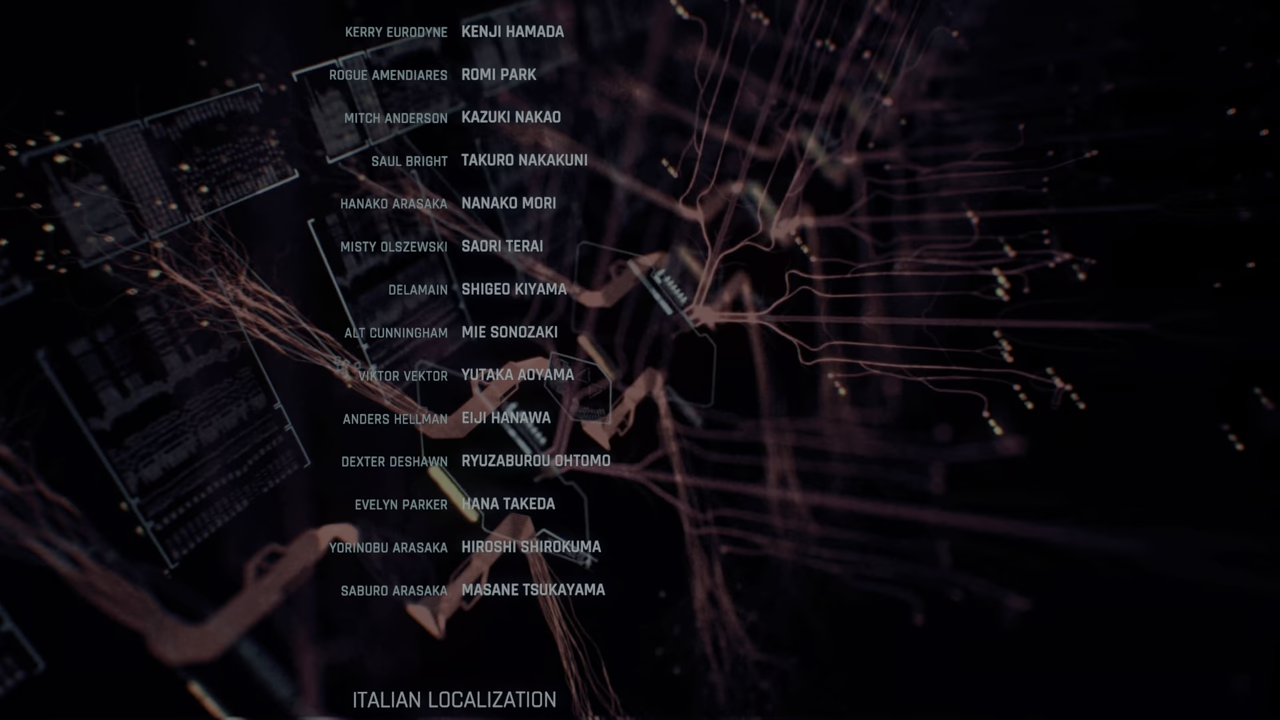 KERRY EURODYNE KENJI HAMADA
ROGUE AMENDIARES ROMI PARK
MITCH ANDERSON KAZUKI NAKAO
SAUL BRIGHT TAKURO NAKAKUNI
HANAKO ARASAKA NANAKO MORI
MISTY OLSZEWSKI SAORI TERAI
DELAMAIN SHIGEO KIYAMA
ALT CUNNINGHAM MIE SONOZAKI
VIKTOR VEKTOR YUTAKA AOYAMA
ANDERS HELLMAN EIJI HANAWA
DEXTER DESHAWN RYUZABUROU OHTOMO
EVELYN PARKER HANA TAKEDA
YORINOBU ARASAKA HIROSHI SHIROKUMA
SABURO ARASAKA MASANE TSUKAYAMA
ITALIAN LOCALIZATION